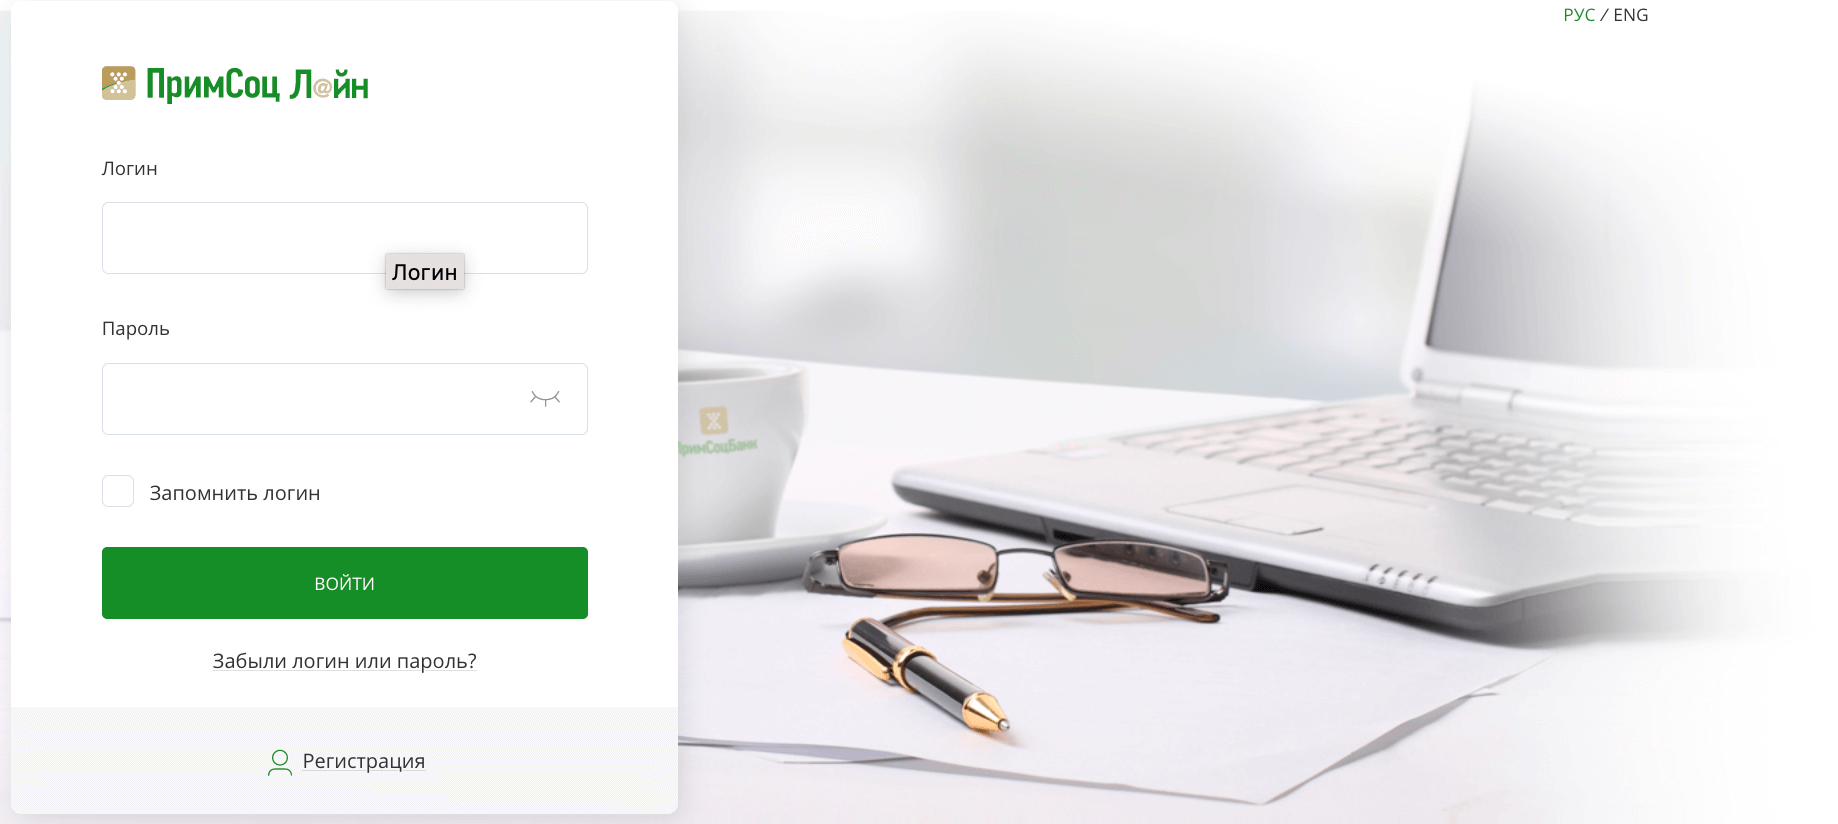 РУС / ENG
ПримСоц Л@йн
Логин
Логин
Пароль
ПримСоцБанк
Запомнить логин
ВОЙТИ
Забыли логин или пароль?
Регистрация